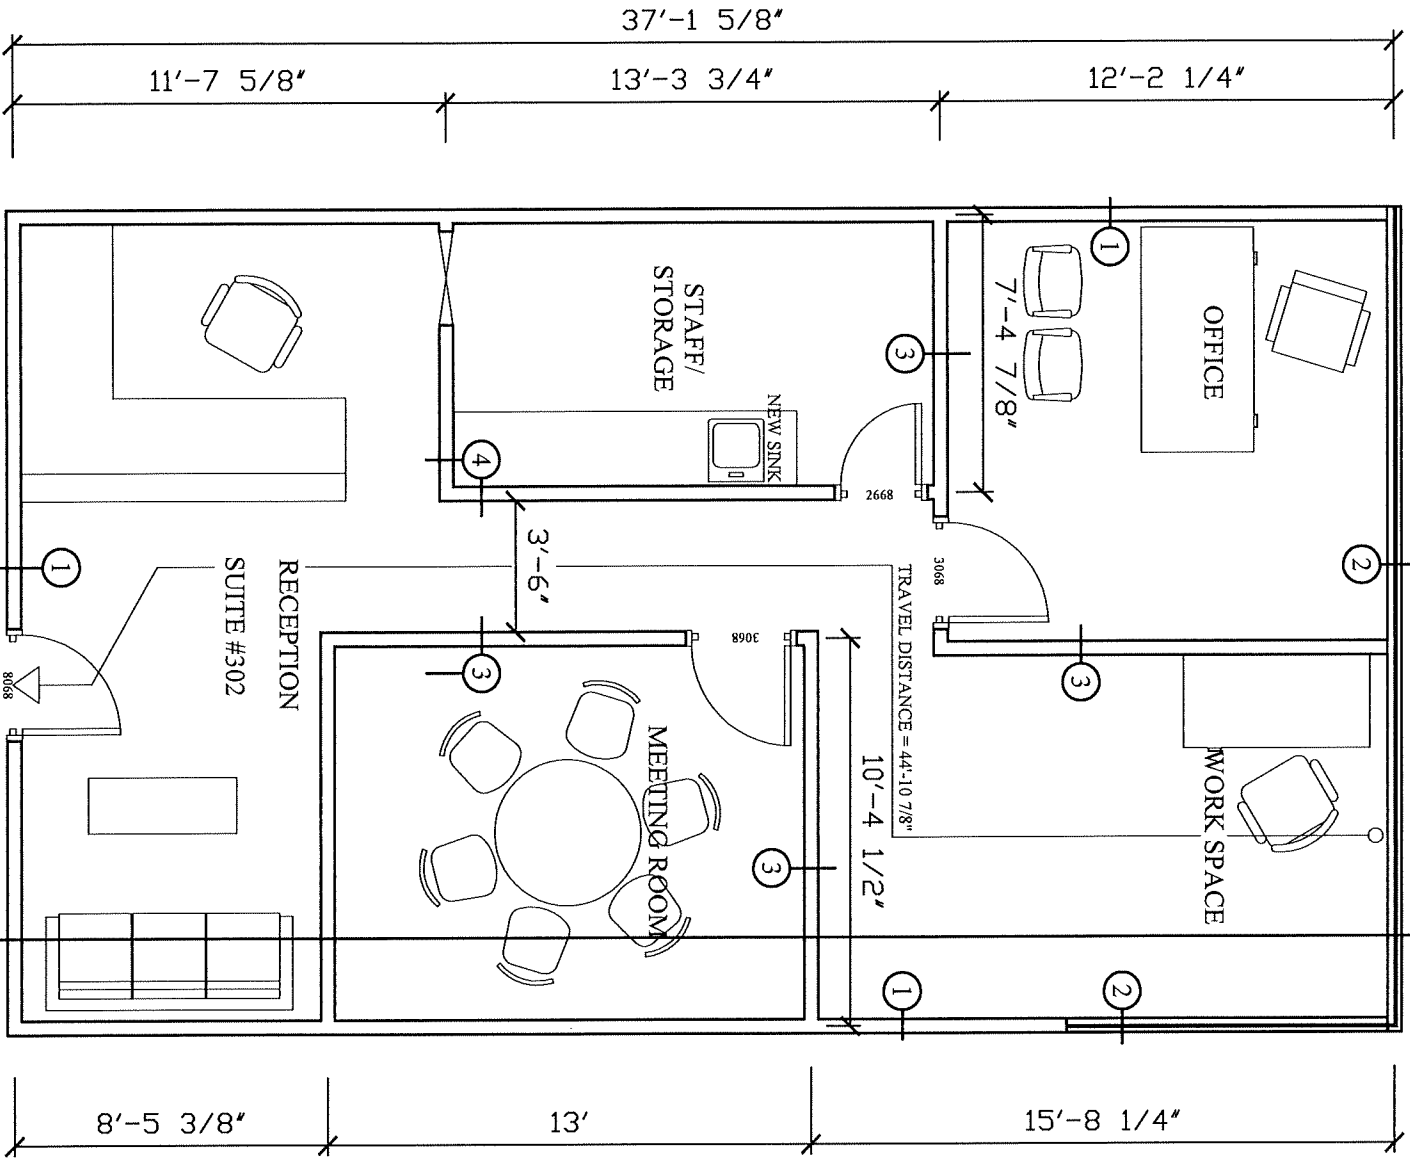 37'-1 5/8"
11'-7 5/8"
13'-3 3/4"
12'-2 1/4"
1
OFFICE
7'-4 7/8"
3
STAFF/
STORAGE
NEW SINK
4
2668
3'-6"
3068
2
1
RECEPTION
SUITE #302
8068
3
3068
TRAVEL DISTANCE = 44'-10 7/8"
3
MEETING ROOM
10'-4 1/2"
3
WORK SPACE
1
2
8'-5 3/8"
13'
15'-8 1/4"